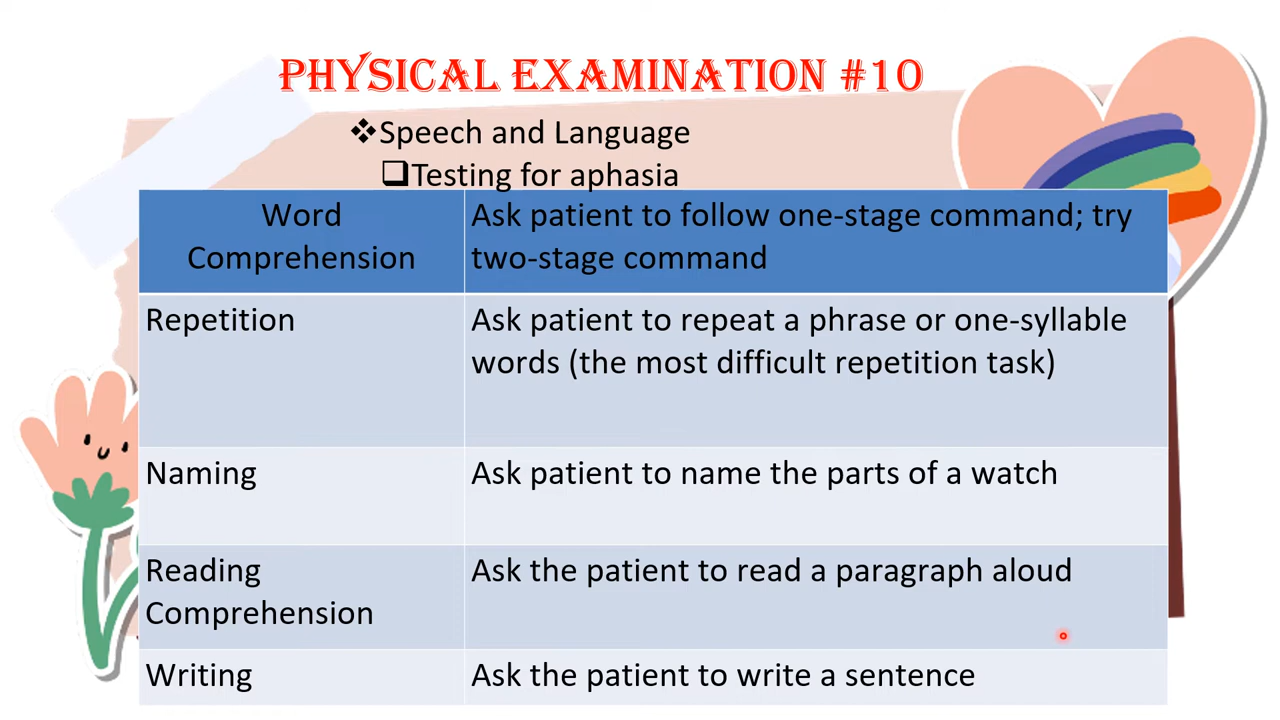 PHYSICAL EXAMINATION #10
❖Speech and Language
❑Testing for aphasia
Word Comprehension
Ask patient to follow one-stage command; try
two-stage command
Repetition
Ask patient to repeat a phrase or one-syllable
words (the most difficult repetition task)
Naming
Ask patient to name the parts of a watch
Reading
Comprehension
Ask the patient to read a paragraph aloud
Writing
Ask the patient to write a sentence